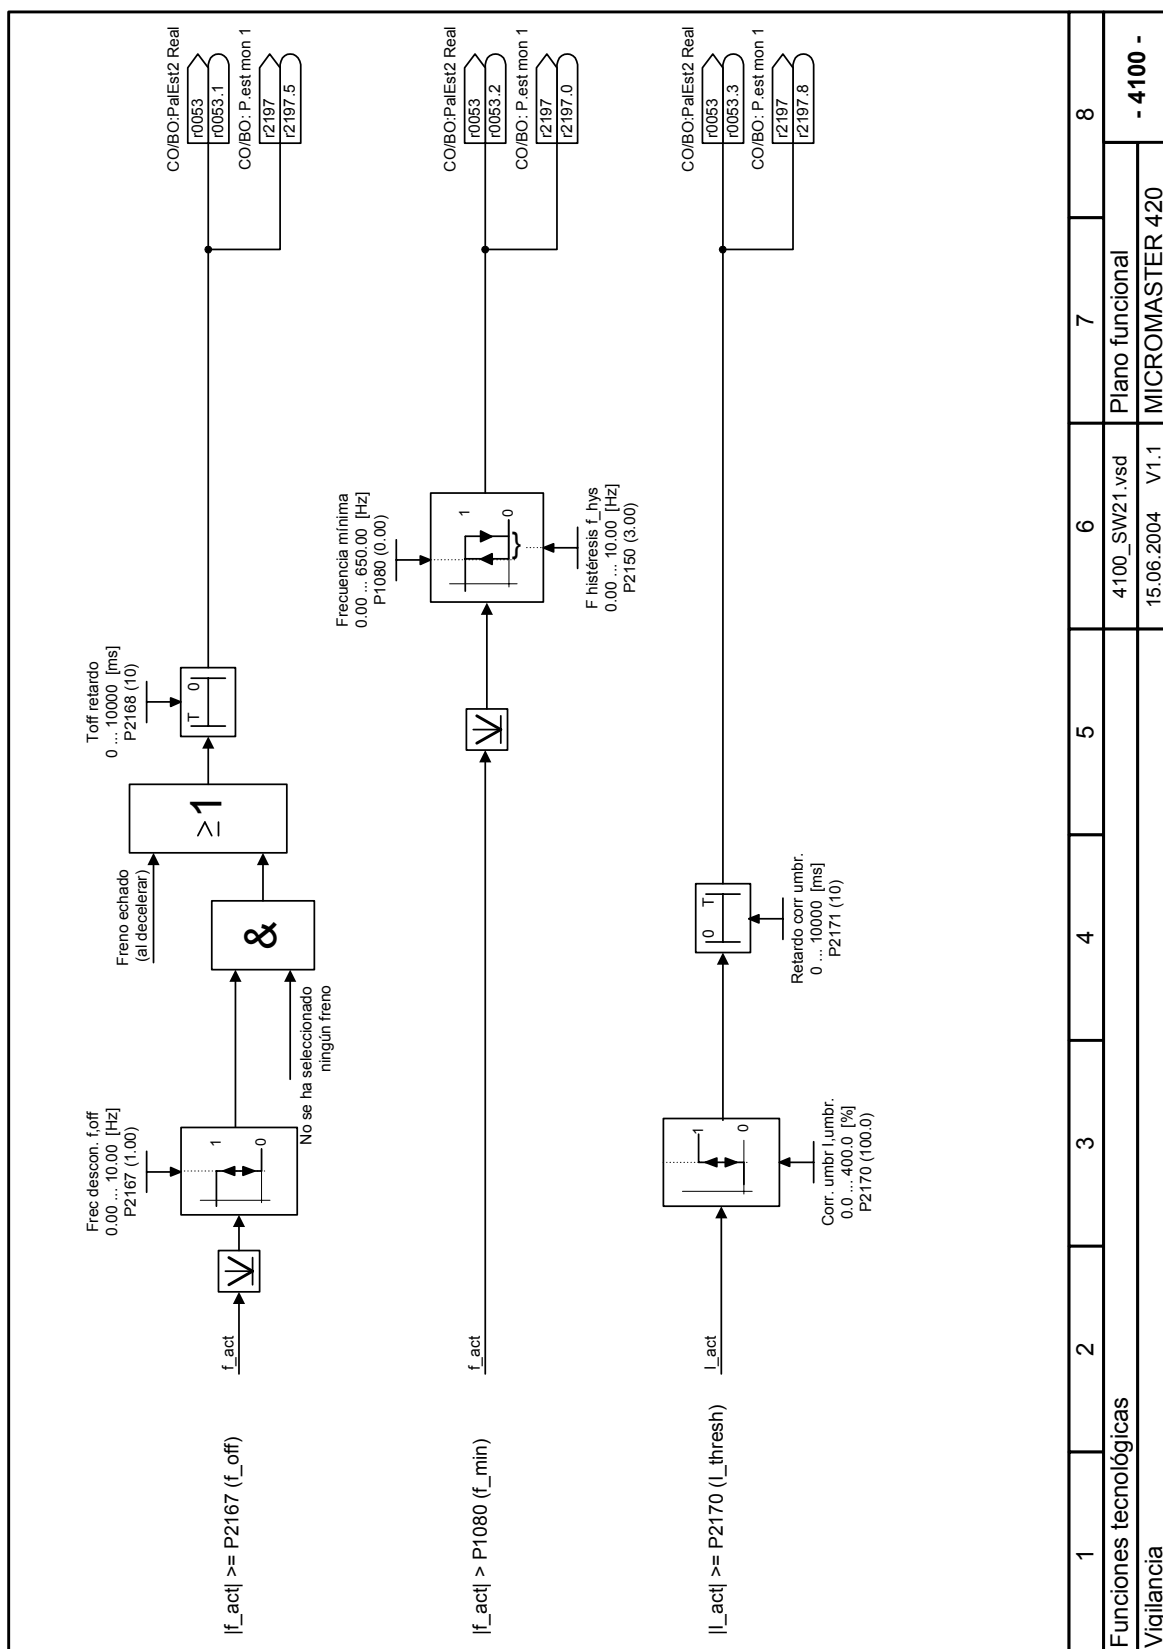 |f_act| >= P2167 (f_off)
f_act
Frec descon. f,off
0.00 ... 10.00 [Hz]
P2167 (1.00)
1
0
No se ha seleccionado
ningún freno
&
Freno echado
(al decelerar)
≥1
Toff retardo
0 ... 10000 [ms]
P2168 (10)
T 0
CO/BO:PalEst2 Real
r0053
r0053.1
CO/BO: P.est mon 1
r2197
r2197.5
|f_act| > P1080 (f_min)
f_act
Frecuencia mínima
0.00 ... 650.00 [Hz]
P1080 (0.00)
1
0
F histéresis f_hys
0.00 ... 10.00 [Hz]
P2150 (3.00)
CO/BO:PalEst2 Real
r0053
r0053.2
CO/BO: P.est mon 1
r2197
r2197.0
|I_act| >= P2170 (I_thresh)
I_act
1
0
Corr. umbr I,umbr.
0.0 ... 400.0 [%]
P2170 (100.0)
0 T
Retardo corr umbr.
0 ... 10000 [ms]
P2171 (10)
CO/BO:PalEst2 Real
r0053
r0053.3
CO/BO: P.est mon 1
r2197
r2197.8
1 2 3 4 5 6 7 8
Funciones tecnológicas 4100_SW21.vsd Plano funcional - 4100 -
Vigilancia 15.06.2004 V1.1 MICROMASTER 420